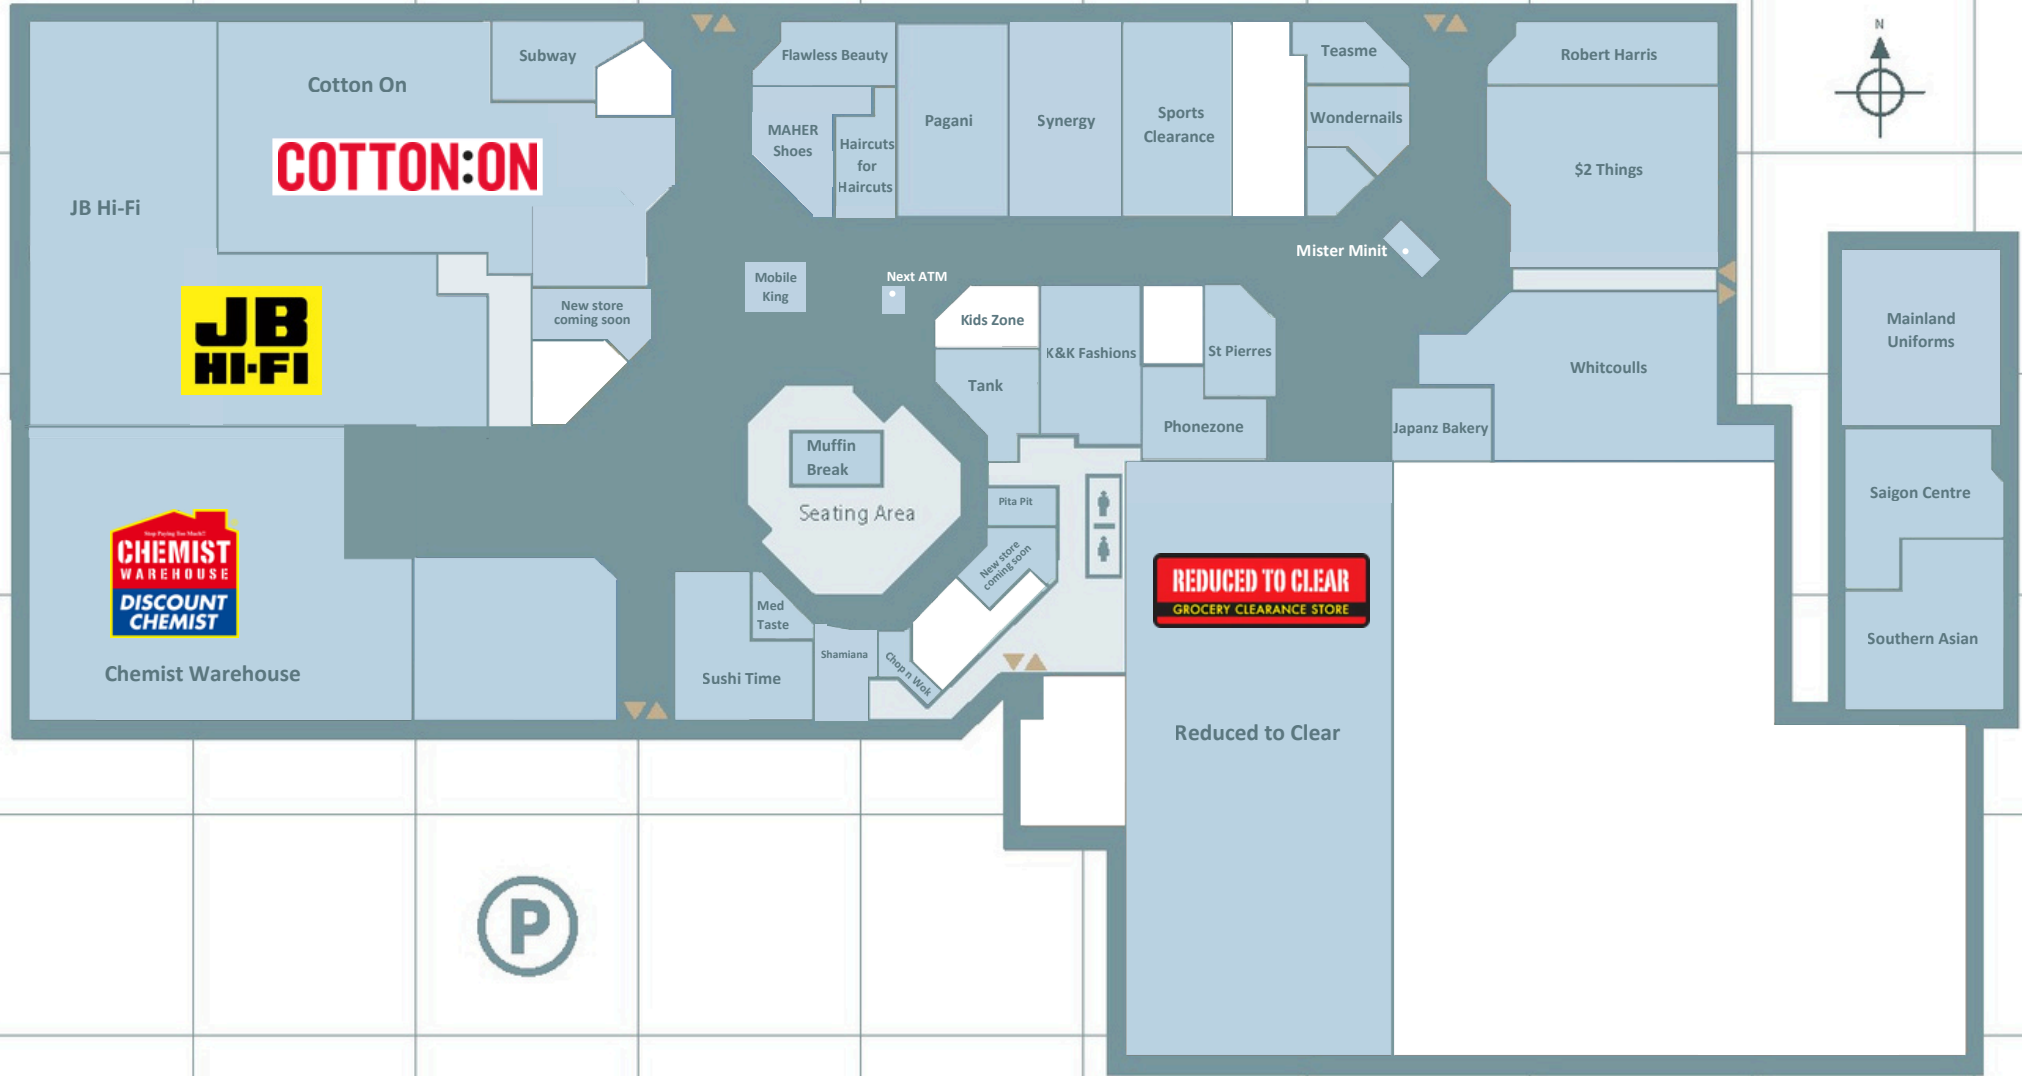 N
Subway
Flawless Beauty
Teasme
Robert Harris
Cotton On
COTTON:ON
MAHER
Shoes
Haircuts
for
Haircuts
Pagani
Synergy
Sports
Clearance
Wondernails
$2 Things
JB Hi-Fi
JB
HI-FI
Mister Minit
Mobile
King
Next ATM
New store
coming soon
Kids Zone
K&K Fashions
St Pierres
Tank
Phonezone
Whitcoulls
Japanz Bakery
Mainland
Uniforms
Muffin
Break
Seating Area
Pita Pit
New store
coming soon
Saigon Centre
Stop Paying Too Much!!
CHEMIST
WAREHOUSE
DISCOUNT
CHEMIST
Chemist Warehouse
REDUCED TO CLEAR
GROCERY CLEARANCE STORE
Med
Taste
Shamiana
Chop n Wok
Sushi Time
Southern Asian
Reduced to Clear
P